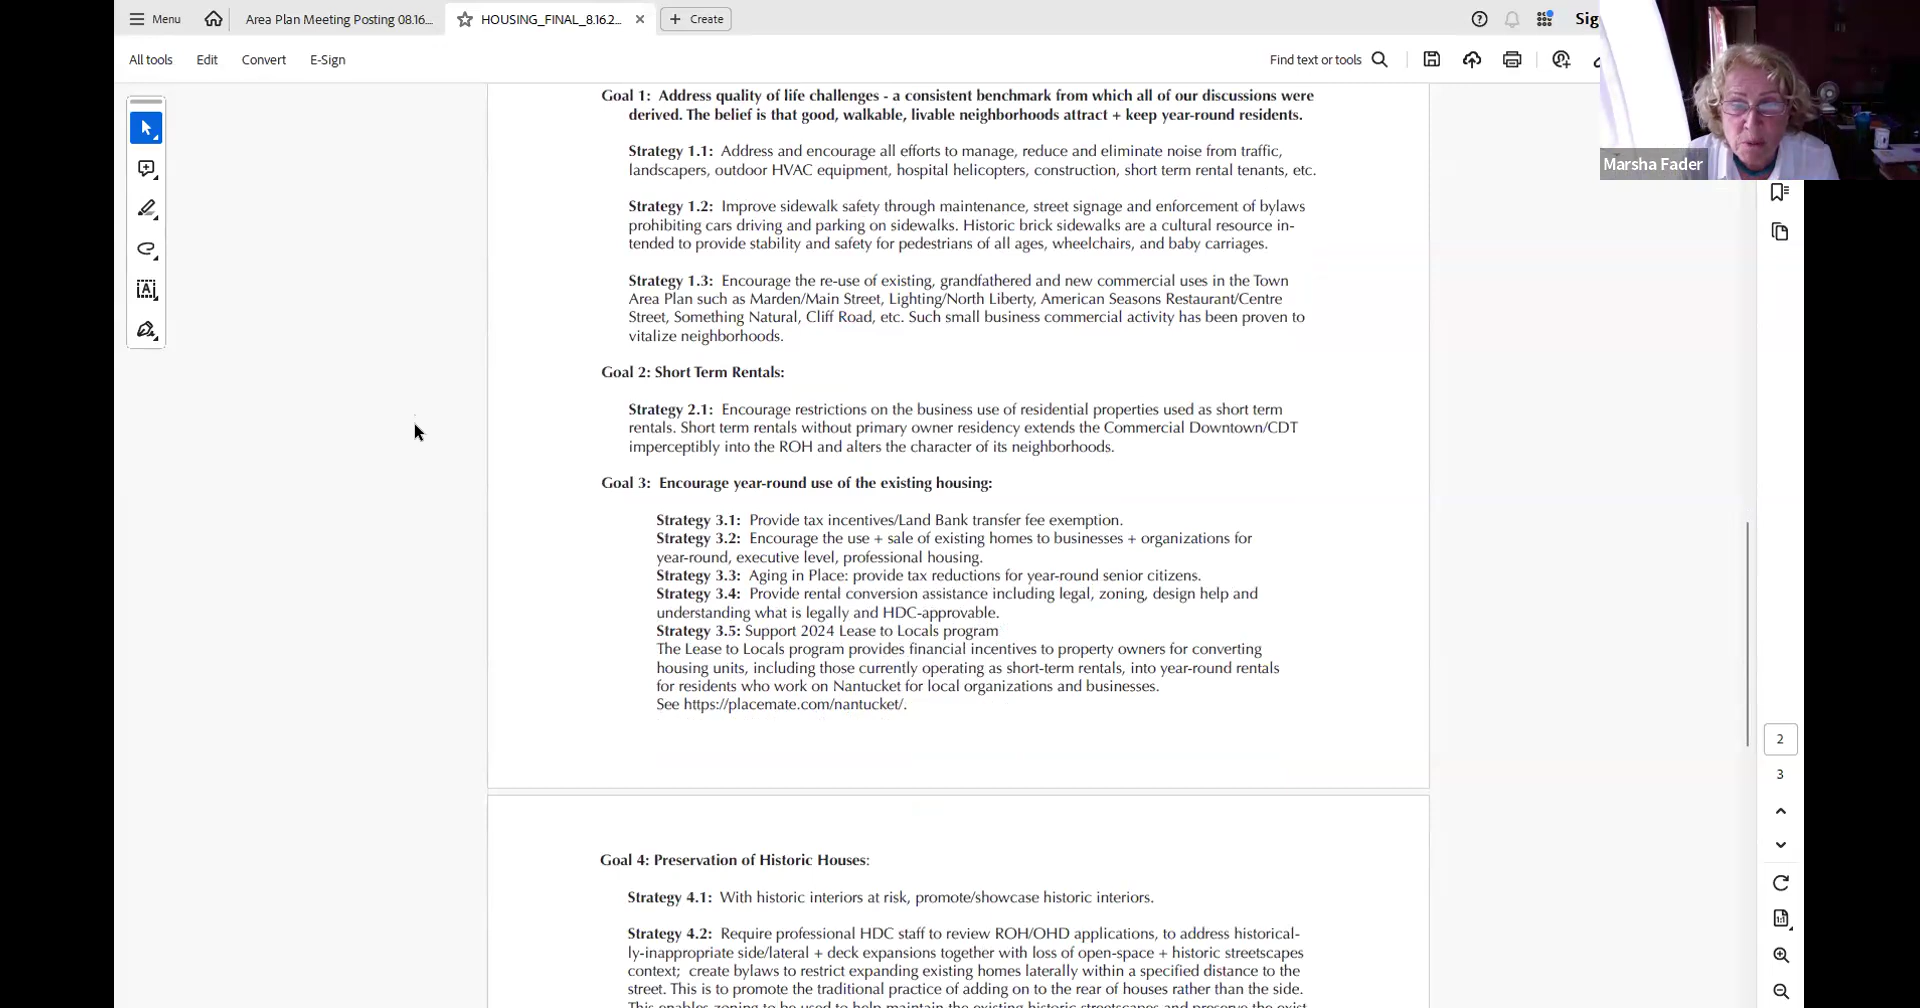 Menu
Area Plan Meeting Posting 08.16...
HOUSING_FINAL_8.16.2...
Create
Sig
All tools
Edit
Convert
E-Sign
Find text or tools
Marsha Fader
Goal 1: Address quality of life challenges - a consistent benchmark from which all of our discussions were
derived. The belief is that good, walkable, livable neighborhoods attract + keep year-round residents.
Strategy 1.1: Address and encourage all efforts to manage, reduce and eliminate noise from traffic,
landscapers, outdoor HVAC equipment, hospital helicopters, construction, short term rental tenants, etc.
Strategy 1.2: Improve sidewalk safety through maintenance, street signage and enforcement of bylaws
prohibiting cars driving and parking on sidewalks. Historic brick sidewalks are a cultural resource in-
tended to provide stability and safety for pedestrians of all ages, wheelchairs, and baby carriages.
Strategy 1.3: Encourage the re-use of existing, grandfathered and new commercial uses in the Town
Area Plan such as Marden/Main Street, Lighting/North Liberty, American Seasons Restaurant/Centre
Street, Something Natural, Cliff Road, etc. Such small business commercial activity has been proven to
vitalize neighborhoods.
Goal 2: Short Term Rentals:
Strategy 2.1: Encourage restrictions on the business use of residential properties used as short term
rentals. Short term rentals without primary owner residency extends the Commercial Downtown/CDT
imperceptibly into the ROH and alters the character of its neighborhoods.
Goal 3: Encourage year-round use of the existing housing:
Strategy 3.1: Provide tax incentives/Land Bank transfer fee exemption.
Strategy 3.2: Encourage the use + sale of existing homes to businesses + organizations for
year-round, executive level, professional housing.
Strategy 3.3: Aging in Place: provide tax reductions for year-round senior citizens.
Strategy 3.4: Provide rental conversion assistance including legal, zoning, design help and
understanding what is legally and HDC-approvable.
Strategy 3.5: Support 2024 Lease to Locals program
The Lease to Locals program provides financial incentives to property owners for converting
housing units, including those currently operating as short-term rentals, into year-round rentals
for residents who work on Nantucket for local organizations and businesses.
See https://placemate.com/nantucket/.
2
3
Goal 4: Preservation of Historic Houses:
Strategy 4.1: With historic interiors at risk, promote/showcase historic interiors.
Strategy 4.2: Require professional HDC staff to review ROH/OHD applications, to address historical-
ly-inappropriate side/lateral + deck expansions together with loss of open-space + historic streetscapes
context; create bylaws to restrict expanding existing homes laterally within a specified distance to the
street. This is to promote the traditional practice of adding on to the rear of houses rather than the side.
This enables zoning to be used to help maintain the existing historic streetscapes and preserve the exist